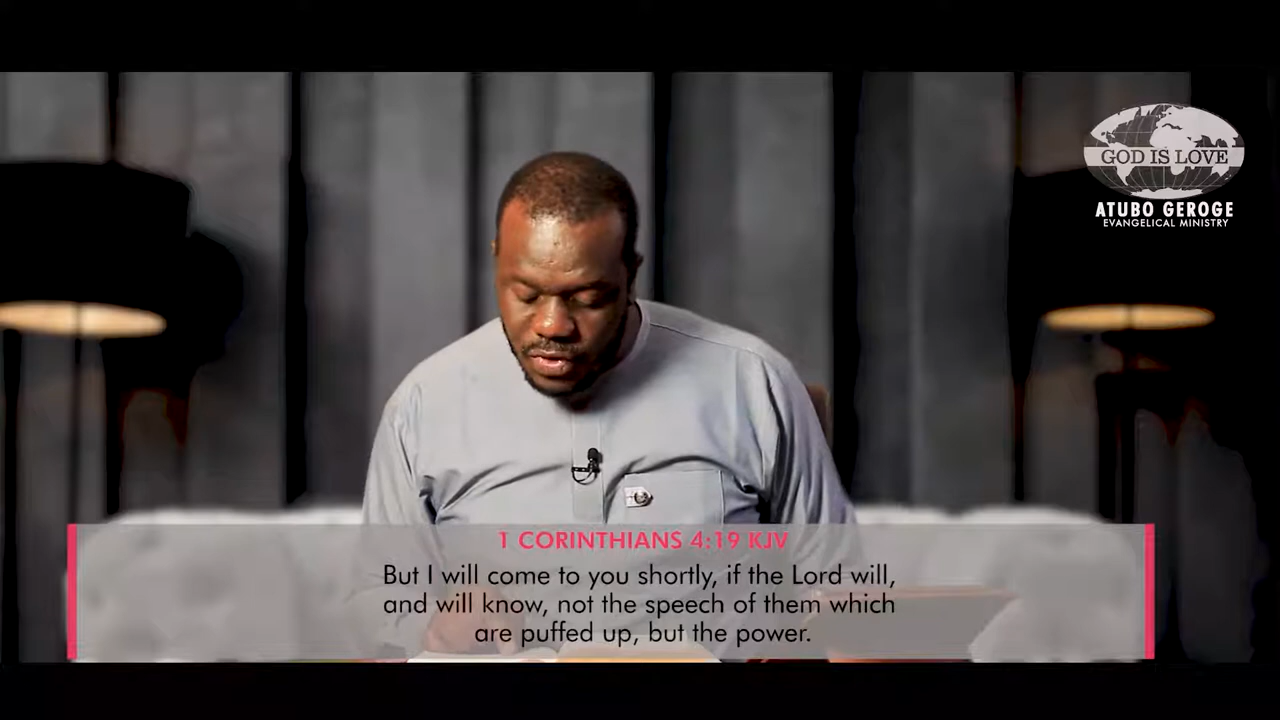 GOD IS LOVE
ATUBO GEROGE
EVANGELICAL MINISTRY
1 CORINTHIANS 4:19 KJV
But I will come to you shortly, if the Lord will,
and will know, not the speech of them which
are puffed up, but the power.